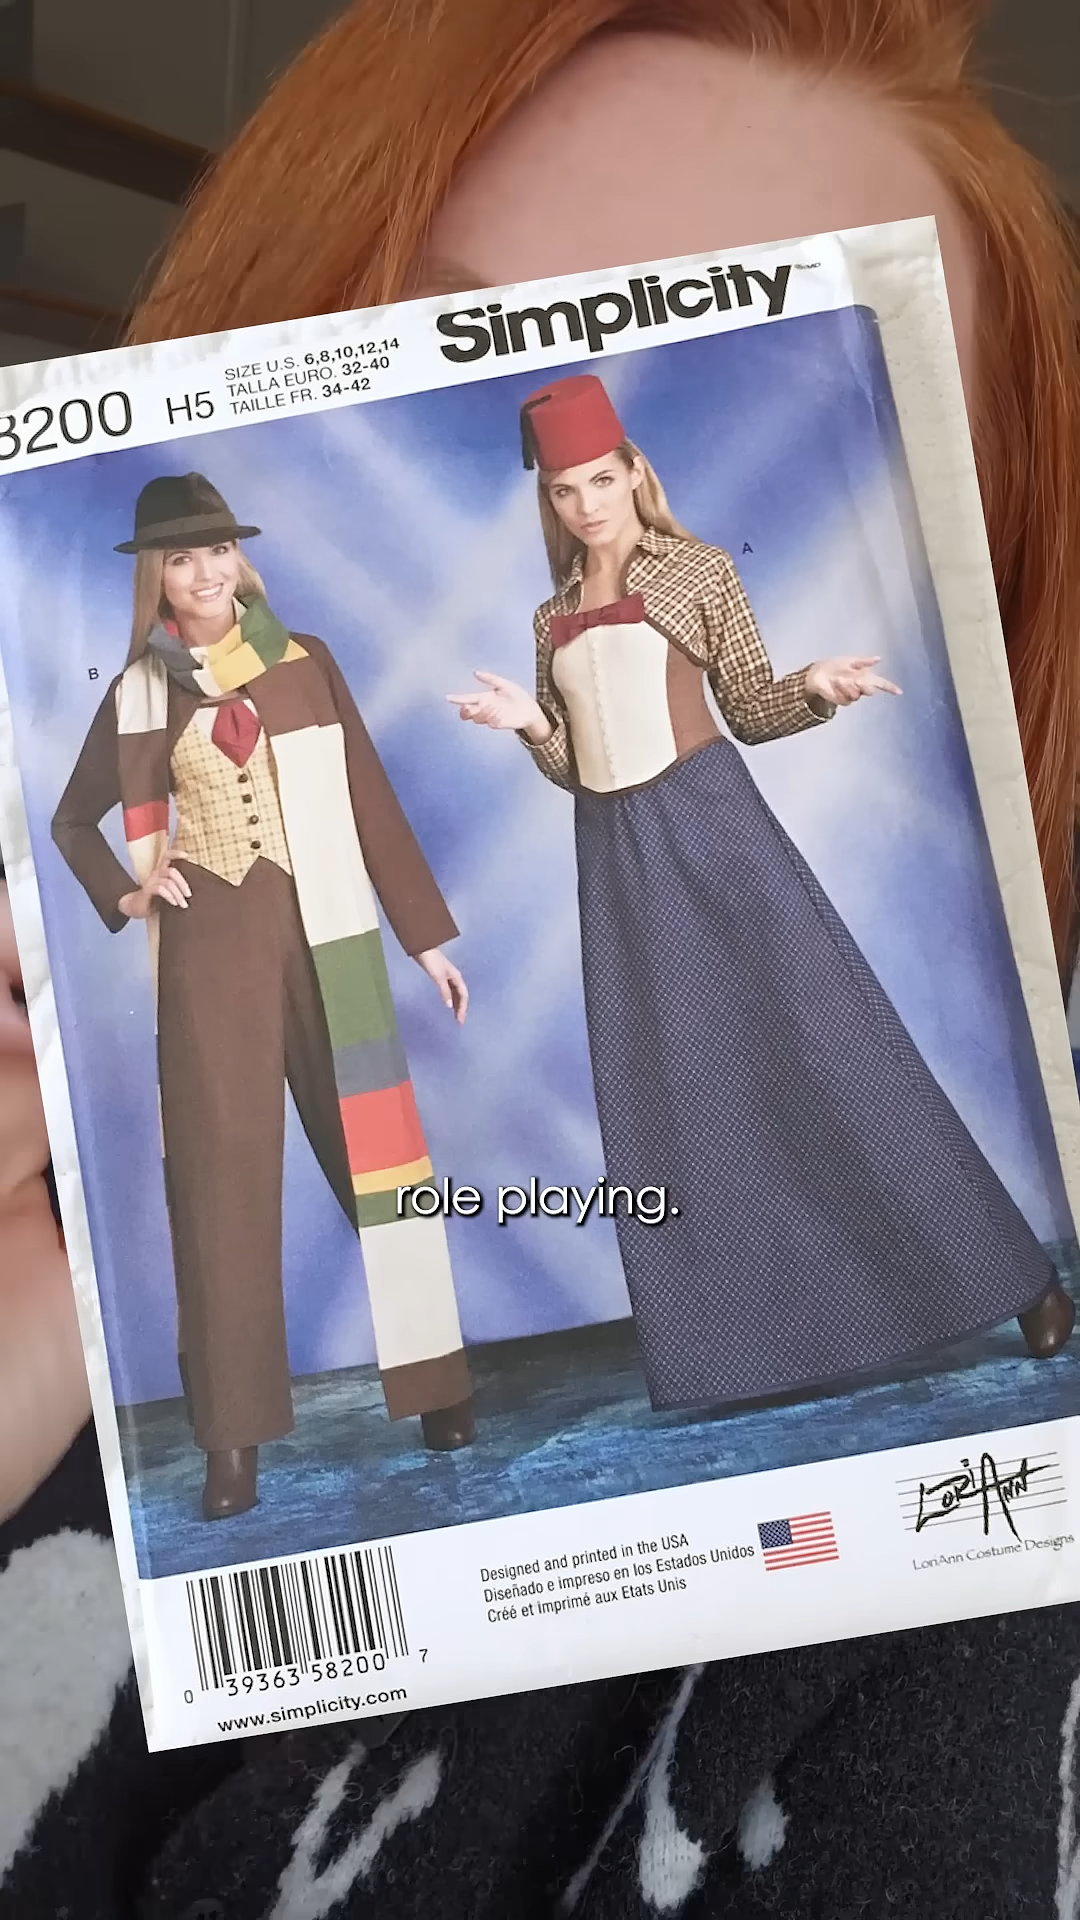 Simplicity
8200 H5
SIZE U.S. 6,8,10,12,14
TALLA EURO. 32-40
TAILLE FR. 34-42
A
B
role playing.
LoriAnn
LoriAnn Costume Designs
Designed and printed in the USA
Diseñado e impreso en los Estados Unidos
Créé et imprimé aux Etats Unis
0 39363 58200 7
www.simplicity.com